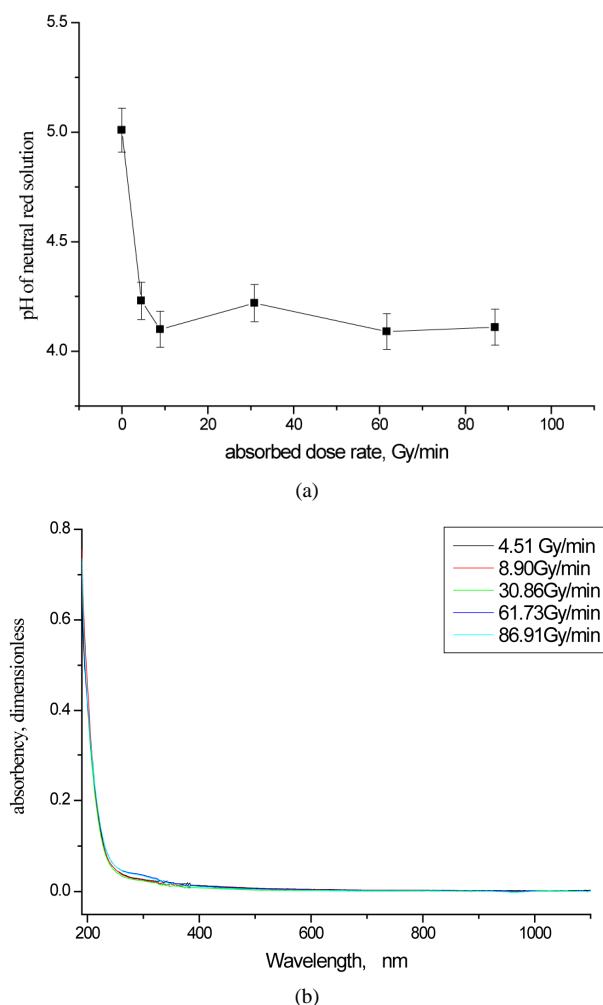 5.0
4.5
4.0
pH of neutral red solution
0 20 40 60 80 100
absorbed dose rate, Gy/min
(a)
0.8
0.6
0.4
0.2
0.0
absorbency, dimensionless
4.51 Gy/min
8.90Gy/min
30.86Gy/min
61.73Gy/min
86.91Gy/min
200 400 600 800 1000
Wavelength, nm
(b)
5.5